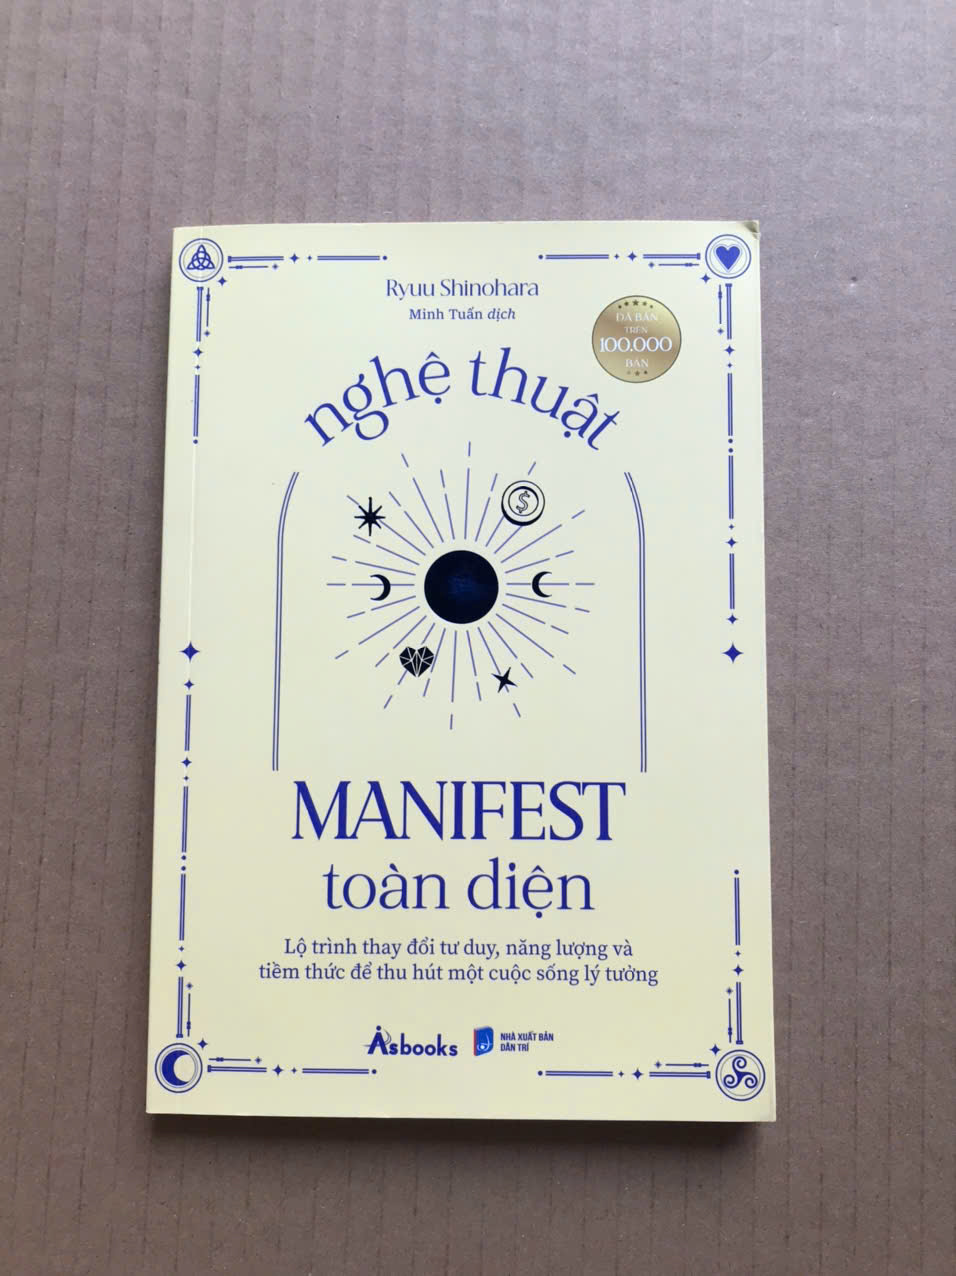 Ryuu Shinohara
Minh Tuấn dịch
ĐÃ BÁN
TRÊN
100.000
BẢN
nghệ thuật
$
MANIFEST
toàn diện
Lộ trình thay đổi tư duy, năng lượng và
tiềm thức để thu hút một cuộc sống lý tưởng
Asbooks
NHÀ XUẤT BẢN
DÂN TRÍ